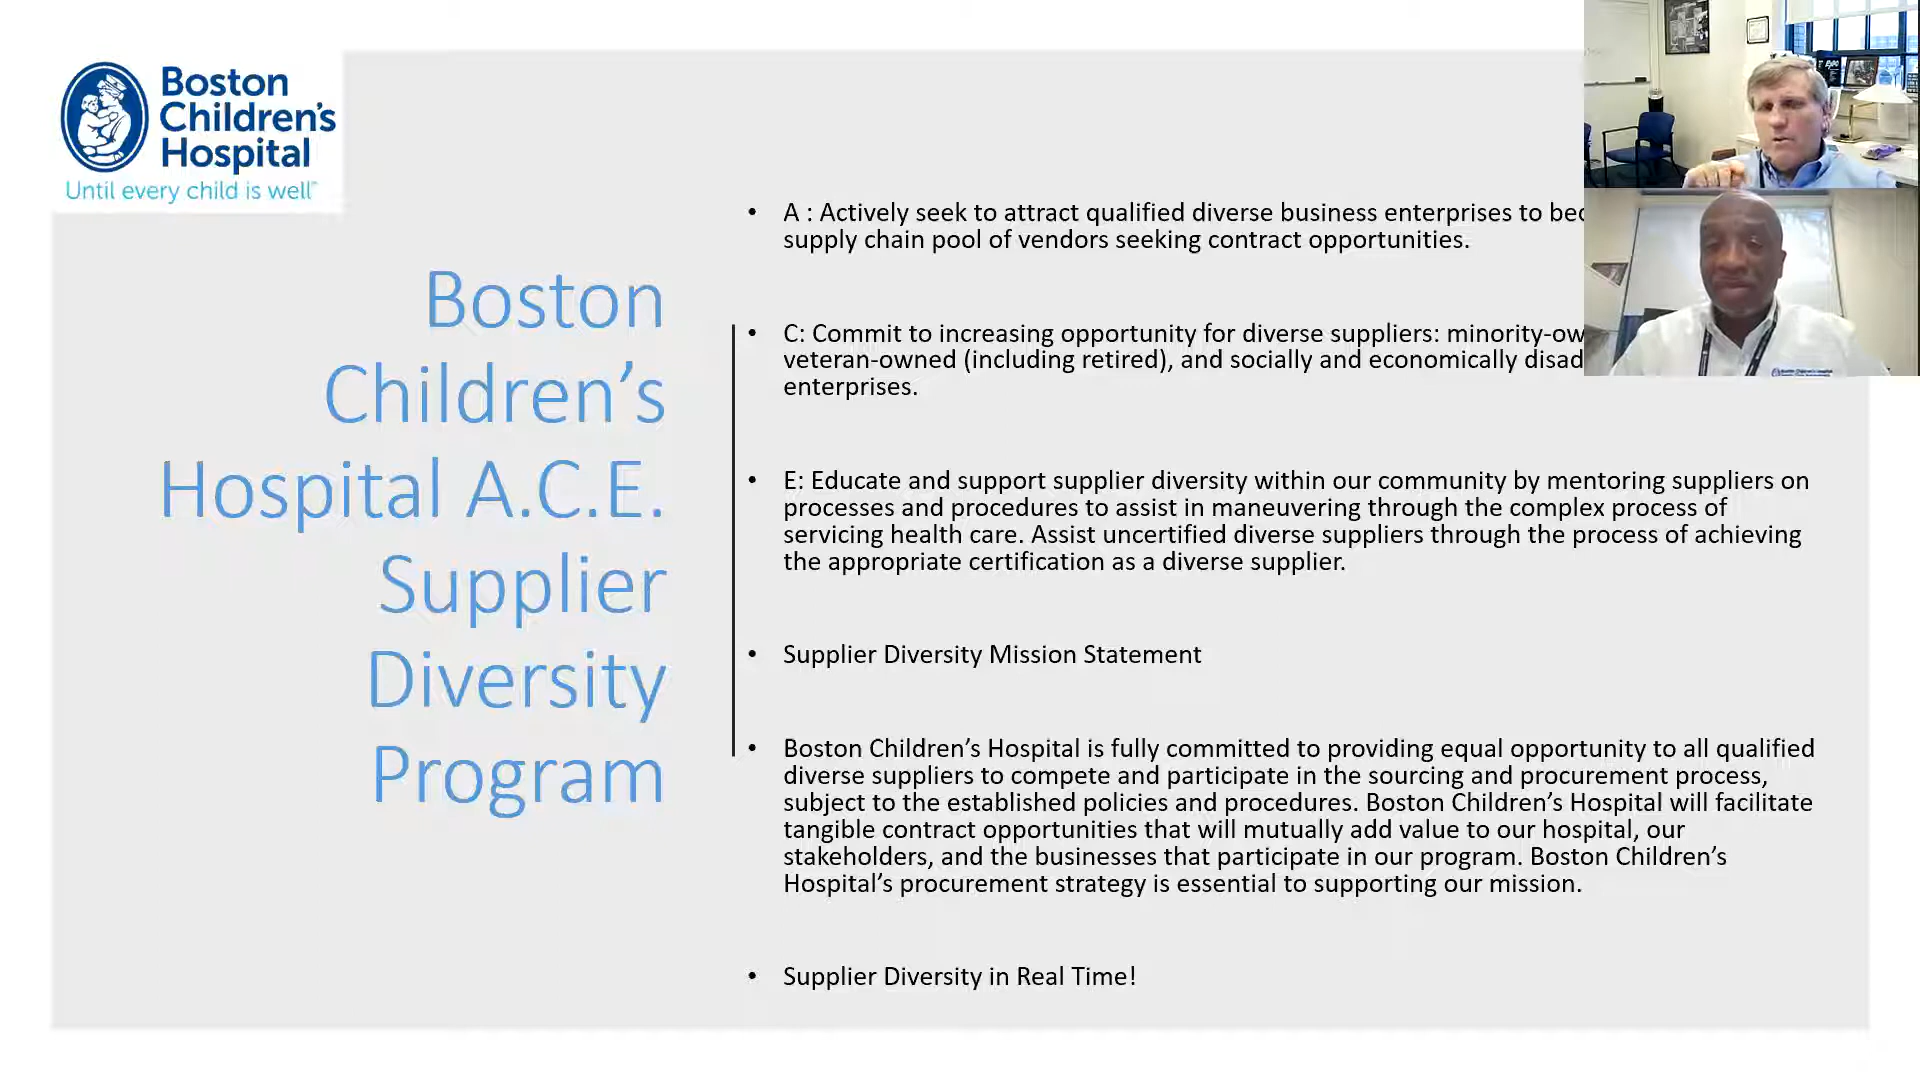 Boston
Children's
Hospital
Until every child is well™
Boston
Children’s
Hospital A.C.E.
Supplier
Diversity
Program
• A : Actively seek to attract qualified diverse business enterprises to
supply chain pool of vendors seeking contract opportunities.
• C: Commit to increasing opportunity for diverse suppliers:
veteran-owned (including retired), and socially and economically
enterprises.
• E: Educate and support supplier diversity within our community by mentoring suppliers on
processes and procedures to assist in maneuvering through the complex process of
servicing health care. Assist uncertified diverse suppliers through the process of achieving
the appropriate certification as a diverse supplier.
• Supplier Diversity Mission Statement
• Boston Children’s Hospital is fully committed to providing equal opportunity to all qualified
diverse suppliers to compete and participate in the sourcing and procurement process,
subject to the established policies and procedures. Boston Children’s Hospital will facilitate
tangible contract opportunities that will mutually add value to our hospital, our
stakeholders, and the businesses that participate in our program. Boston Children’s
Hospital’s procurement strategy is essential to supporting our mission.
• Supplier Diversity in Real Time!